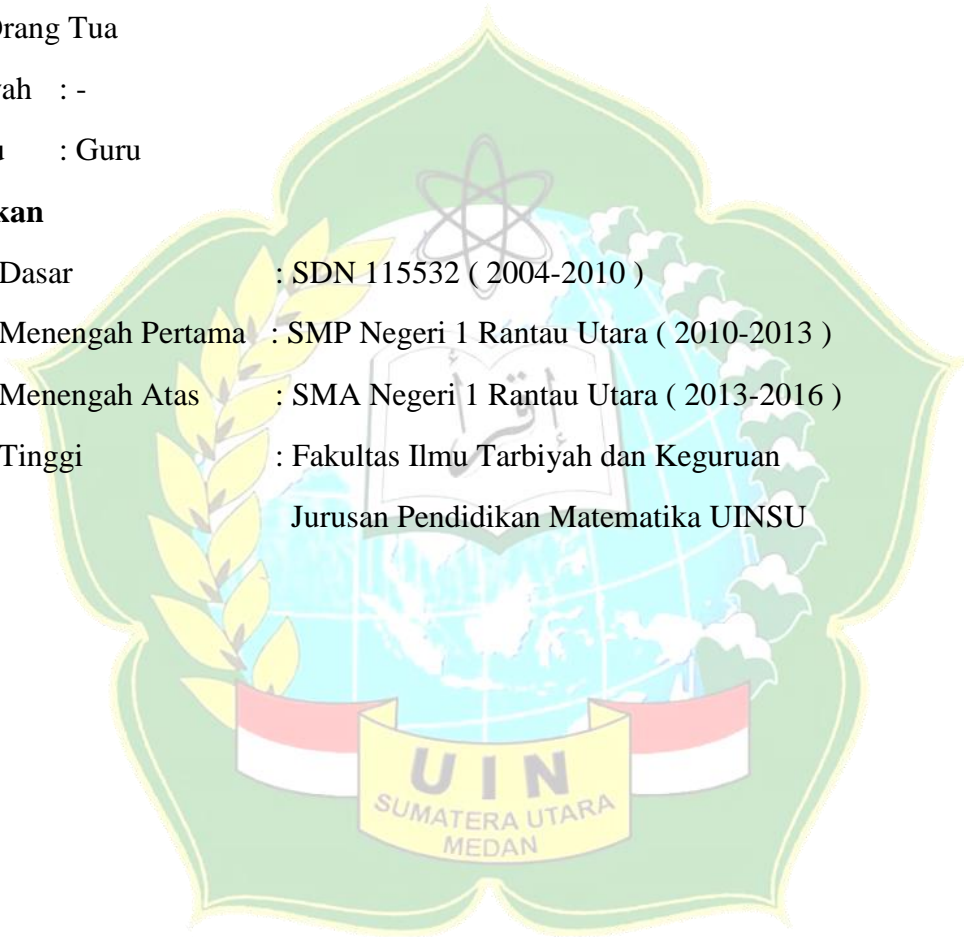 Orang Tua
yah : -
u : Guru
kan
Dasar : SDN 115532 ( 2004-2010 )
Menengah Pertama : SMP Negeri 1 Rantau Utara ( 2010-2013 )
Menengah Atas : SMA Negeri 1 Rantau Utara ( 2013-2016 )
Tinggi : Fakultas Ilmu Tarbiyah dan Keguruan
Jurusan Pendidikan Matematika UINSU
إقرأ
UIN
SUMATERA UTARA
MEDAN